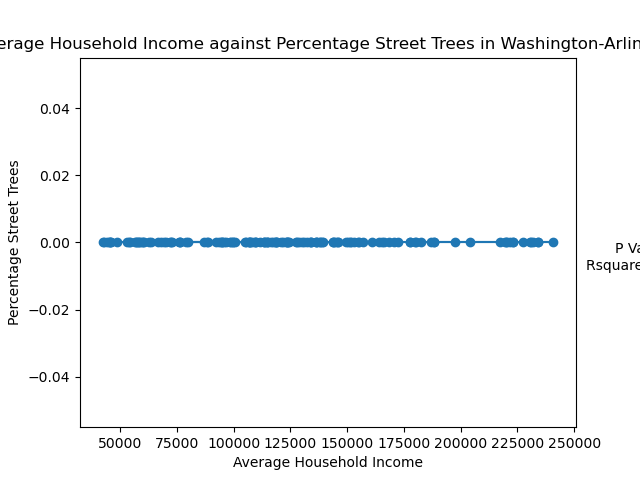 erage Household Income against Percentage Street Trees in Washington-Arlin
0.04
0.02
0.00
−0.02
−0.04
Percentage Street Trees
P Va
Rsquare
50000 75000 100000 125000 150000 175000 200000 225000 250000
Average Household Income